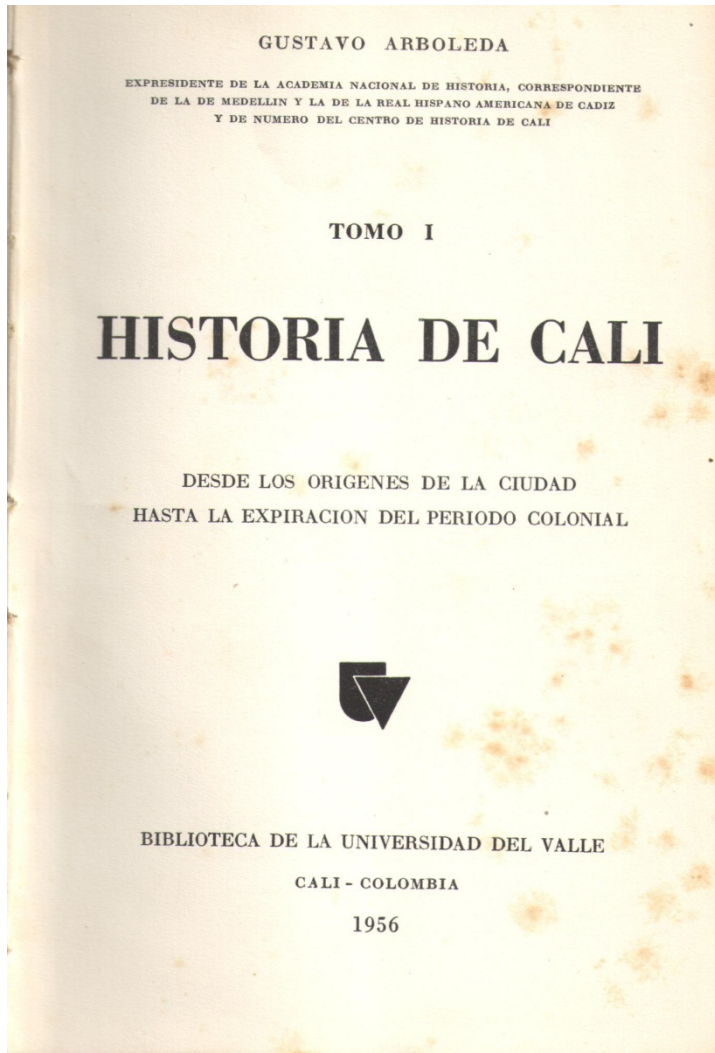 GUSTAVO ARBOLEDA
EXPRESIDENTE DE LA ACADEMIA NACIONAL DE HISTORIA, CORRESPONDIENTE
DE LA DE MEDELLIN Y LA DE LA REAL HISPANO AMERICANA DE CADIZ
Y DE NUMERO DEL CENTRO DE HISTORIA DE CALI
TOMO I
HISTORIA DE CALI
DESDE LOS ORIGENES DE LA CIUDAD
HASTA LA EXPIRACION DEL PERIODO COLONIAL
BIBLIOTECA DE LA UNIVERSIDAD DEL VALLE
CALI - COLOMBIA
1956